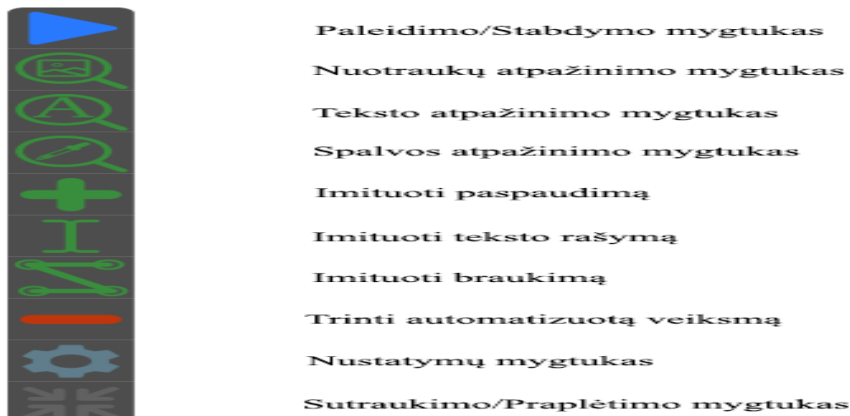 Paleidimo/Stabdymo mygtukas
Nuotraukų atpažinimo mygtukas
A
Teksto atpažinimo mygtukas
Spalvos atpažinimo mygtukas
Imituoti paspaudimą
Imituoti teksto rašymą
Imituoti braukimą
Trinti automatizuotą veiksmą
Nustatymų mygtukas
Sutraukimo/Praplėtimo mygtukas